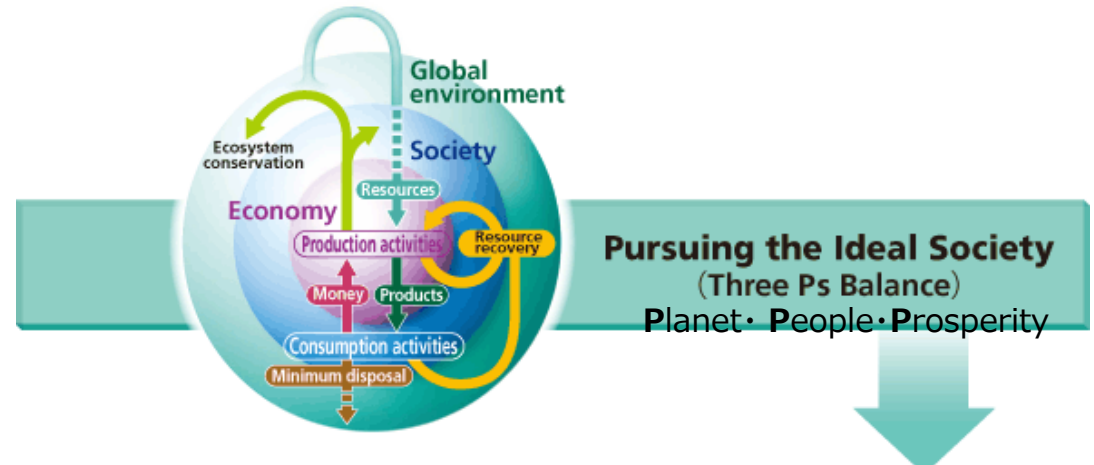 Global
environment
Ecosystem
conservation
Society
Resources
Economy
Production activities
Resource
recovery
Money
Products
Consumption activities
Minimum disposal
Pursuing the Ideal Society
(Three Ps Balance)
Planet・ People・Prosperity